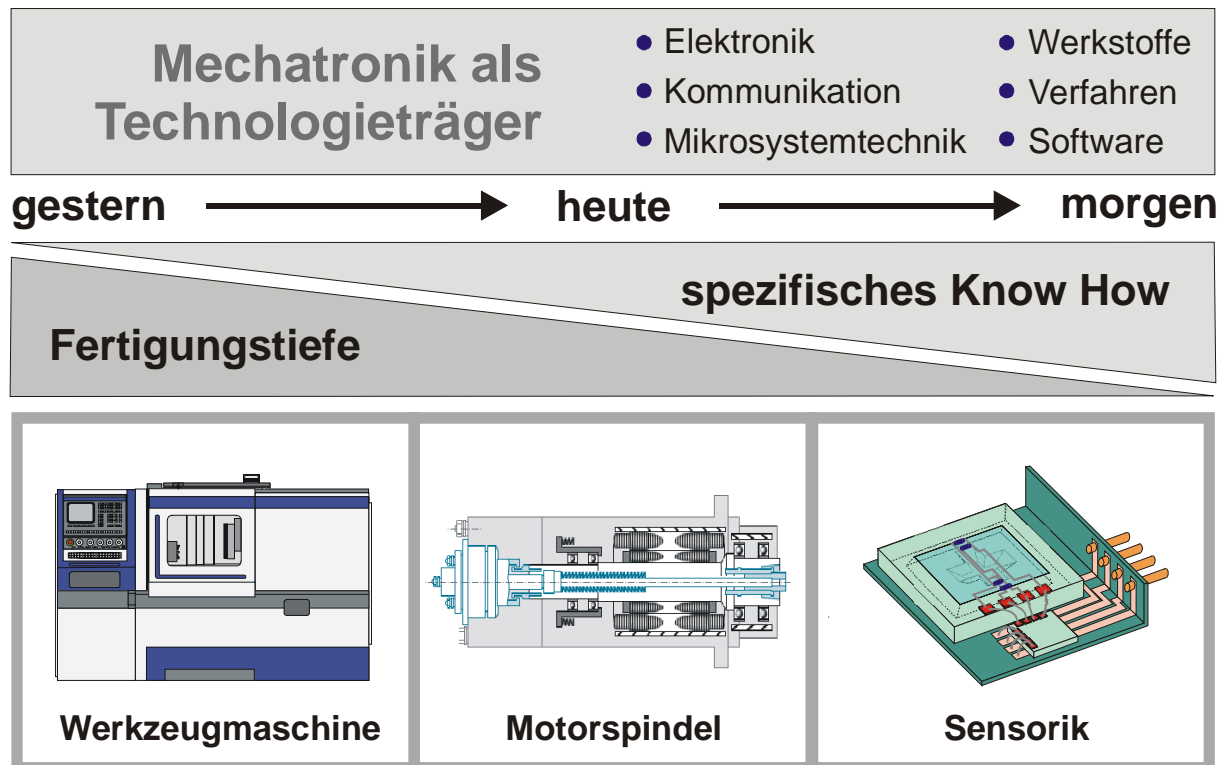 Mechatronik als
Technologieträger
• Elektronik
• Kommunikation
• Mikrosystemtechnik
• Werkstoffe
• Verfahren
• Software
gestern heute morgen
spezifisches Know How
Fertigungstiefe
Werkzeugmaschine Motorspindel Sensorik